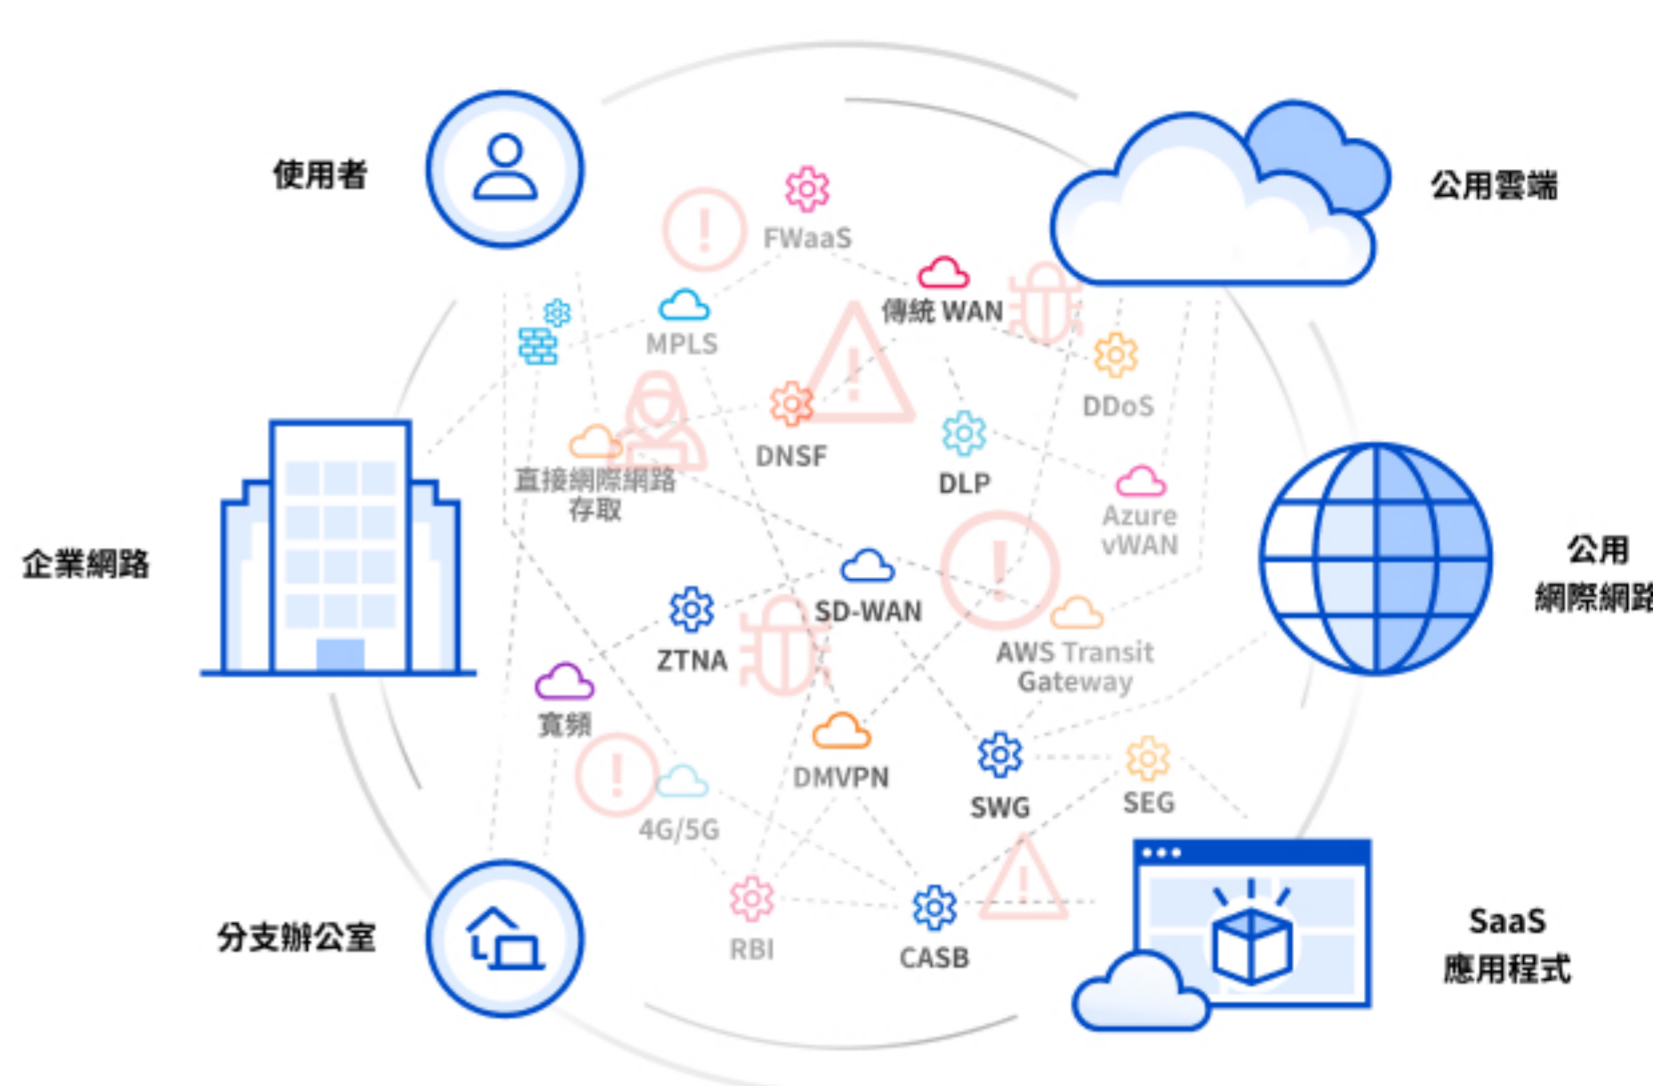 使用者
公用雲端
FWaaS
傳統 WAN
MPLS
DDoS
DNSF
DLP
直接網際網路
存取
Azure
vWAN
企業網路
公用
網際網路
SD-WAN
ZTNA
AWS Transit
Gateway
寬頻
DMVPN
SWG
SEG
4G/5G
分支辦公室
RBI
CASB
SaaS
應用程式